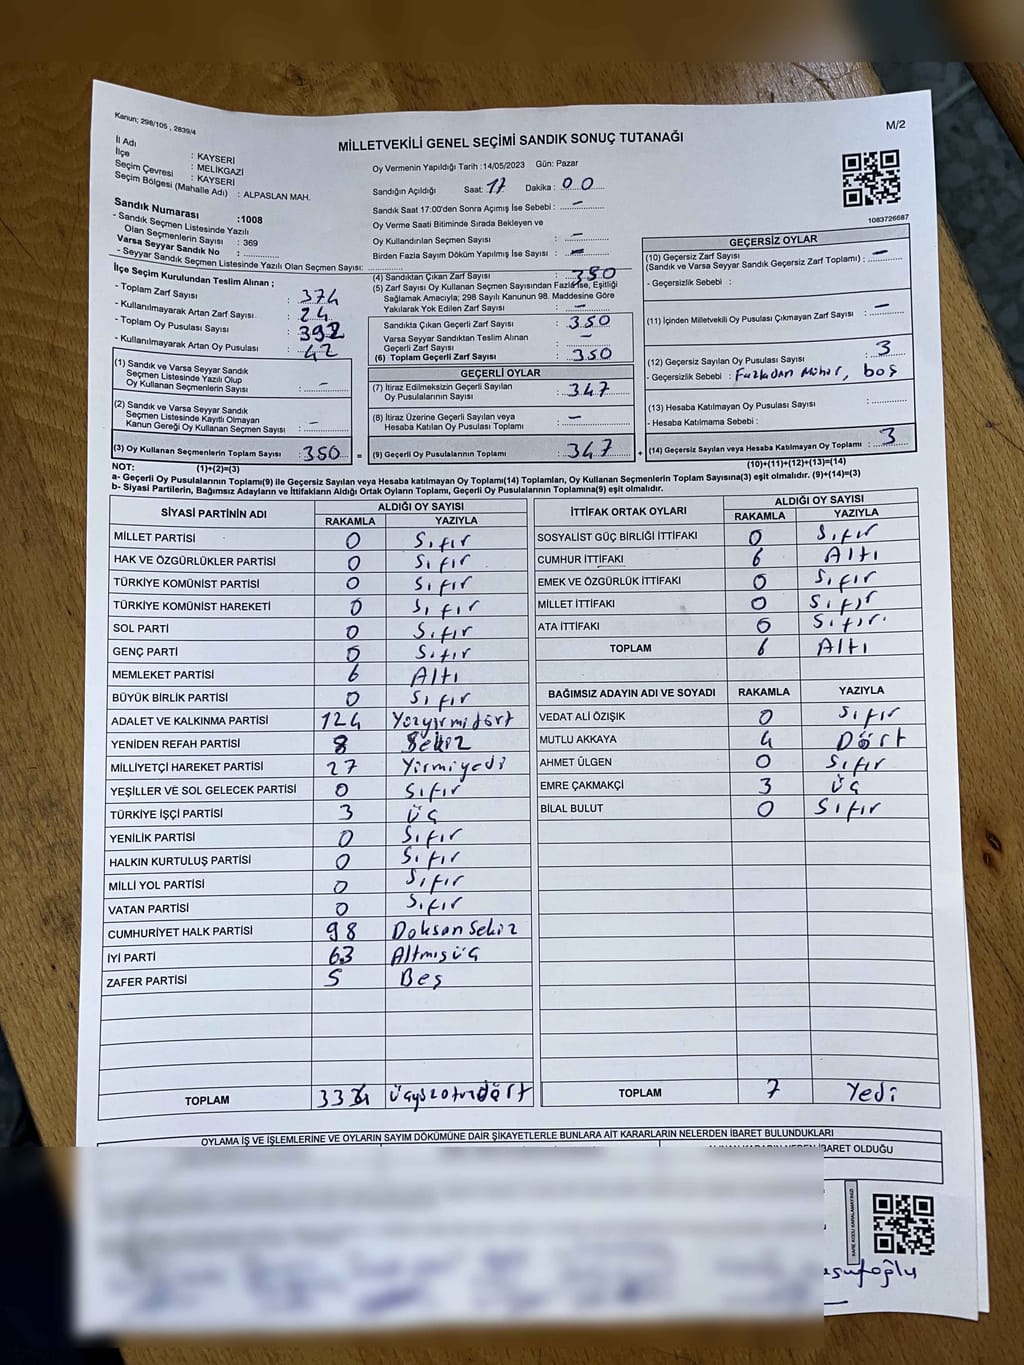 Kanun; 298/105 , 2839/4
M/2
MİLLETVEKİLİ GENEL SEÇİMİ SANDIK SONUÇ TUTANAĞI
İl Adı : KAYSERİ
İlçe : MELİKGAZİ
Seçim Çevresi : KAYSERİ
Seçim Bölgesi (Mahalle Adı) : ALPASLAN MAH.
Sandık Numarası :1008
- Sandık Seçmen Listesinde Yazılı
Olan Seçmenlerin Sayısı : 369
Varsa Seyyar Sandık No :
- Seyyar Sandık Seçmen Listesinde Yazılı Olan Seçmen Sayısı:
Oy Vermenin Yapıldığı Tarih :14/05/2023 Gün: Pazar
Sandığın Açıldığı Saat: 17 Dakika : 00
Sandık Saat 17:00'den Sonra Açımış İse Sebebi : -
Oy Verme Saati Bitiminde Sırada Bekleyen ve
Oy Kullandırılan Seçmen Sayısı : -
Birden Fazla Sayım Döküm Yapılmış İse Sayısı : -
1083726687
İlçe Seçim Kurulundan Teslim Alınan ;
- Toplam Zarf Sayısı : 374
- Kullanılmayarak Artan Zarf Sayısı : 24
- Toplam Oy Pusulası Sayısı : 392
- Kullanılmayarak Artan Oy Pusulası : 42
(1) Sandık ve Varsa Seyyar Sandık
Seçmen Listesinde Yazılı Olup
Oy Kullanan Seçmenlerin Sayısı : -
(2) Sandık ve Varsa Seyyar Sandık
Seçmen Listesinde Kayıtlı Olmayan
Kanun Gereği Oy Kullanan Seçmen Sayısı : -
(3) Oy Kullanan Seçmenlerin Toplam Sayısı : 350 =
(4) Sandıktan Çıkan Zarf Sayısı : 350
(5) Zarf Sayısı Oy Kullanan Seçmen Sayısından Fazla İse, Eşitliği
Sağlamak Amacıyla; 298 Sayılı Kanunun 98. Maddesine Göre
Yakılarak Yok Edilen Zarf Sayısı : -
Sandıkta Çıkan Geçerli Zarf Sayısı : 350
Varsa Seyyar Sandıktan Teslim Alınan
Geçerli Zarf Sayısı : -
(6) Toplam Geçerli Zarf Sayısı : 350
GEÇERLİ OYLAR
(7) İtiraz Edilmeksizin Geçerli Sayılan
Oy Pusulalarının Sayısı : 347
(8) İtiraz Üzerine Geçerli Sayılan veya
Hesaba Katılan Oy Pusulası Toplamı : -
(9) Geçerli Oy Pusulalarının Toplamı : 347 +
GEÇERSİZ OYLAR
(10) Geçersiz Zarf Sayısı
(Sandık ve Varsa Seyyar Sandık Geçersiz Zarf Toplamı) : -
- Geçersizlik Sebebi :
(11) İçinden Milletvekili Oy Pusulası Çıkmayan Zarf Sayısı : -
(12) Geçersiz Sayılan Oy Pusulası Sayısı : 3
- Geçersizlik Sebebi : Fazladan Mühür, boş
(13) Hesaba Katılmayan Oy Pusulası Sayısı :
- Hesaba Katılmama Sebebi :
(14) Geçersiz Sayılan veya Hesaba Katılmayan Oy Toplamı : 3
NOT: (1)+(2)=(3) (10)+(11)+(12)+(13)=(14)
a- Geçerli Oy Pusulalarının Toplamı(9) ile Geçersiz Sayılan veya Hesaba Katılmayan Oy Toplamı(14) Toplamları, Oy Kullanan Seçmenlerin Toplam Sayısına(3) eşit olmalıdır. (9)+(14)=(3)
b- Siyasi Partilerin, Bağımsız Adayların ve İttifakların Aldığı Ortak Oyların Toplamı, Geçerli Oy Pusulalarının Toplamına(9) eşit olmalıdır.
SİYASİ PARTİNİN ADI ALDIĞI OY SAYISI
RAKAMLA YAZIYLA
MİLLET PARTİSİ 0 Sıfır
HAK VE ÖZGÜRLÜKLER PARTİSİ 0 Sıfır
TÜRKİYE KOMÜNİST PARTİSİ 0 Sıfır
TÜRKİYE KOMÜNİST HAREKETİ 0 Sıfır
SOL PARTİ 0 Sıfır
GENÇ PARTİ 0 Sıfır
MEMLEKET PARTİSİ 6 Altı
BÜYÜK BİRLİK PARTİSİ 0 Sıfır
ADALET VE KALKINMA PARTİSİ 124 Yüzyirmidört
YENİDEN REFAH PARTİSİ 8 Sekiz
MİLLİYETÇİ HAREKET PARTİSİ 27 Yirmiyedi
YEŞİLLER VE SOL GELECEK PARTİSİ 0 Sıfır
TÜRKİYE İŞÇİ PARTİSİ 3 Üç
YENİLİK PARTİSİ 0 Sıfır
HALKIN KURTULUŞ PARTİSİ 0 Sıfır
MİLLİ YOL PARTİSİ 0 Sıfır
VATAN PARTİSİ 0 Sıfır
CUMHURİYET HALK PARTİSİ 98 Doksan Sekiz
İYİ PARTİ 63 Altmışüç
ZAFER PARTİSİ 5 Beş
TOPLAM 334 Üçyüzotuzdört
İTTİFAK ORTAK OYLARI ALDIĞI OY SAYISI
RAKAMLA YAZIYLA
SOSYALİST GÜÇ BİRLİĞİ İTTİFAKI 0 Sıfır
CUMHUR İTTİFAKI 6 Altı
EMEK VE ÖZGÜRLÜK İTTİFAKI 0 Sıfır
MİLLET İTTİFAKI 0 Sıfır
ATA İTTİFAKI 0 Sıfır
TOPLAM 6 Altı
BAĞIMSIZ ADAYIN ADI VE SOYADI RAKAMLA YAZIYLA
VEDAT ALİ ÖZIŞIK 0 Sıfır
MUTLU AKKAYA 4 Dört
AHMET ÜLGEN 0 Sıfır
EMRE ÇAKMAKÇİ 3 Üç
BİLAL BULUT 0 Sıfır
TOPLAM 7 Yedi
OYLAMA İŞ VE İŞLEMLERİNE VE OYLARIN SAYIM DÖKÜMÜNE DAİR ŞİKAYETLERLE BUNLARA AİT KARARLARIN NELERDEN İBARET BULUNDUKLARI
İBARET OLDUĞU
KARE KODU KARALAMAYINIZ!